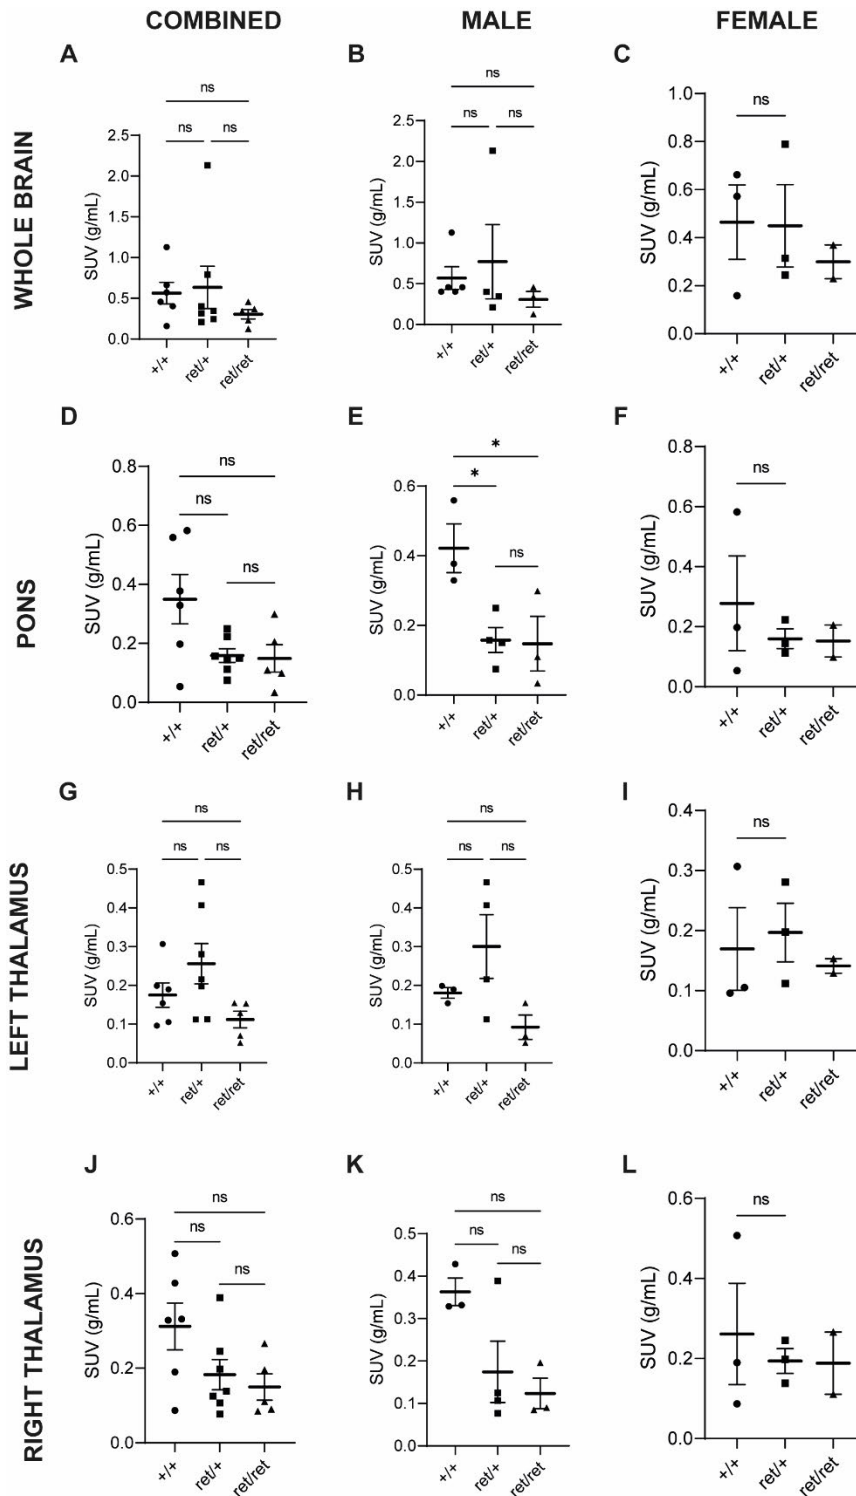 COMBINED
MALE
FEMALE
WHOLE BRAIN
A
ns
ns
ns
2.5
2.0
1.5
1.0
0.5
0.0
SUV (g/mL)
+/+
ret/+
ret/ret
B
ns
ns
ns
2.5
2.0
1.5
1.0
0.5
0.0
SUV (g/mL)
+/+
ret/+
ret/ret
C
ns
1.0
0.8
0.6
0.4
0.2
0.0
SUV (g/mL)
+/+
ret/+
ret/ret
PONS
D
ns
ns
ns
0.8
0.6
0.4
0.2
0.0
SUV (g/mL)
+/+
ret/+
ret/ret
E
*
*
ns
0.6
0.4
0.2
0.0
SUV (g/mL)
+/+
ret/+
ret/ret
F
ns
0.8
0.6
0.4
0.2
0.0
SUV (g/mL)
+/+
ret/+
ret/ret
LEFT THALAMUS
G
ns
ns
ns
0.5
0.4
0.3
0.2
0.1
0.0
SUV (g/mL)
+/+
ret/+
ret/ret
H
ns
ns
ns
0.5
0.4
0.3
0.2
0.1
0.0
SUV (g/mL)
+/+
ret/+
ret/ret
I
ns
0.4
0.3
0.2
0.1
0.0
SUV (g/mL)
+/+
ret/+
ret/ret
RIGHT THALAMUS
J
ns
ns
ns
0.6
0.4
0.2
0.0
SUV (g/mL)
+/+
ret/+
ret/ret
K
ns
ns
ns
0.5
0.4
0.3
0.2
0.1
0.0
SUV (g/mL)
+/+
ret/+
ret/ret
L
ns
0.6
0.4
0.2
0.0
SUV (g/mL)
+/+
ret/+
ret/ret